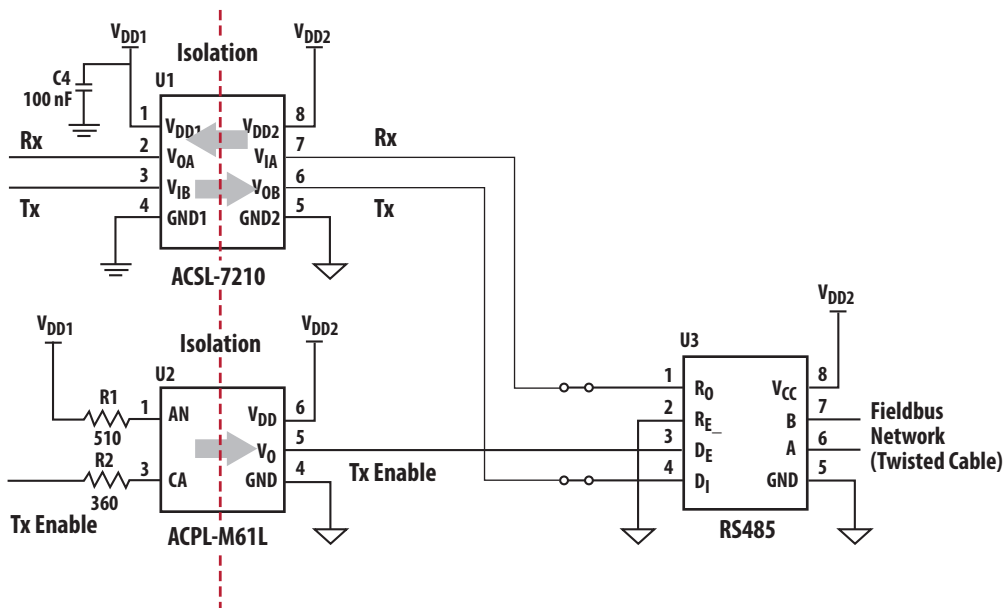 VDD1
Isolation
VDD2
C4
100 nF
U1
1
VDD1
VDD2
8
Rx
2
VOA
VIA
7
Rx
3
VIB
VOB
6
Tx
4
GND1
GND2
5
Tx
ACSL-7210
VDD1
Isolation
VDD2
U2
R1
510
1
AN
VDD
6
VO
5
R2
360
3
CA
GND
4
Tx Enable
Tx Enable
ACPL-M61L
VDD2
U3
1
RO
VCC
8
2
RE_
B
7
3
DE
A
6
4
DI
GND
5
Fieldbus
Network
(Twisted Cable)
RS485